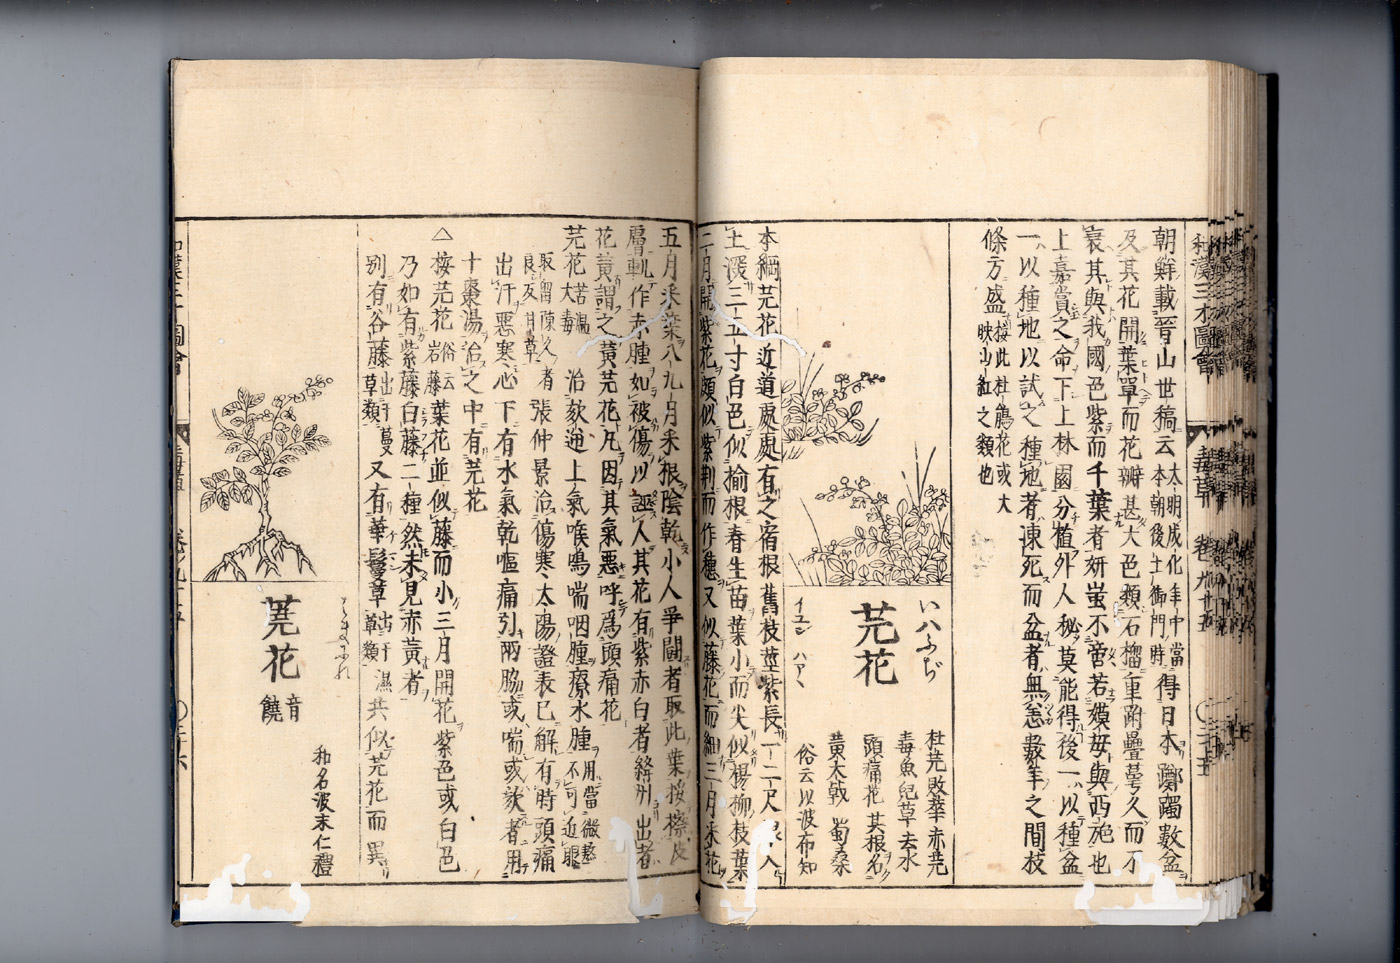 和漢三才圖會 毒草 卷九十五 〇三十五
朝鮮載晉山世稿云太明成化年中當本朝後土御門時得日本躑躅數盆
及其花開葉單而花瓣甚大色類石榴重跗疊萼久而不
衰其與我國色紫而千葉者妍蚩不啻若嫫母與西施也
上嘉賞之命下上林園分植外人秘莫能得後一以種盆
一以種地以試之種地者凍死而盆者無恙數年之間枝
條方盛按此杜鵑花或大映山紅之類也
芫花
いはふぢ
イユン ハアヽ
杜芫 敗華 赤芫
毒魚 兒草 去水
頭痛花 其根名
黃大戟 蜀桑
俗云以波布知
本綱芫花近道處處有之宿根舊枝莖紫長一二尺根入
土深三五寸白色似榆根春生苗葉小而尖似楊柳枝葉
二月開紫花頗似紫荊而作穗又似藤花而細三月采花
五月采葉八九月采根陰乾小人爭鬪者取此葉挼擦皮
膚輒作赤腫如被傷以誣人其花有紫赤白者絳州出者
花黃謂之黃芫花凡因其氣惡呼爲頭痛花
芫花苦溫大毒 治欬逆上氣喉鳴喘咽腫療水腫用當微熬不可近眼
取留陳久良反甘草者張仲景治傷寒太陽證表已解有時頭痛
出汗惡寒心下有水氣乾嘔痛引兩脇或喘或欬者用
十棗湯治之中有芫花
△按芫花俗云岩藤葉花並似藤而小三月開花紫色或白色
乃如有紫藤白藤二種然未見赤黃者
別有谷藤出于蔓草類又有華鬘草出于濕草類共似芫花而異
蕘花 音饒
和名波末仁禮
和漢三才圖會 毒草 卷九十五 〇三十六